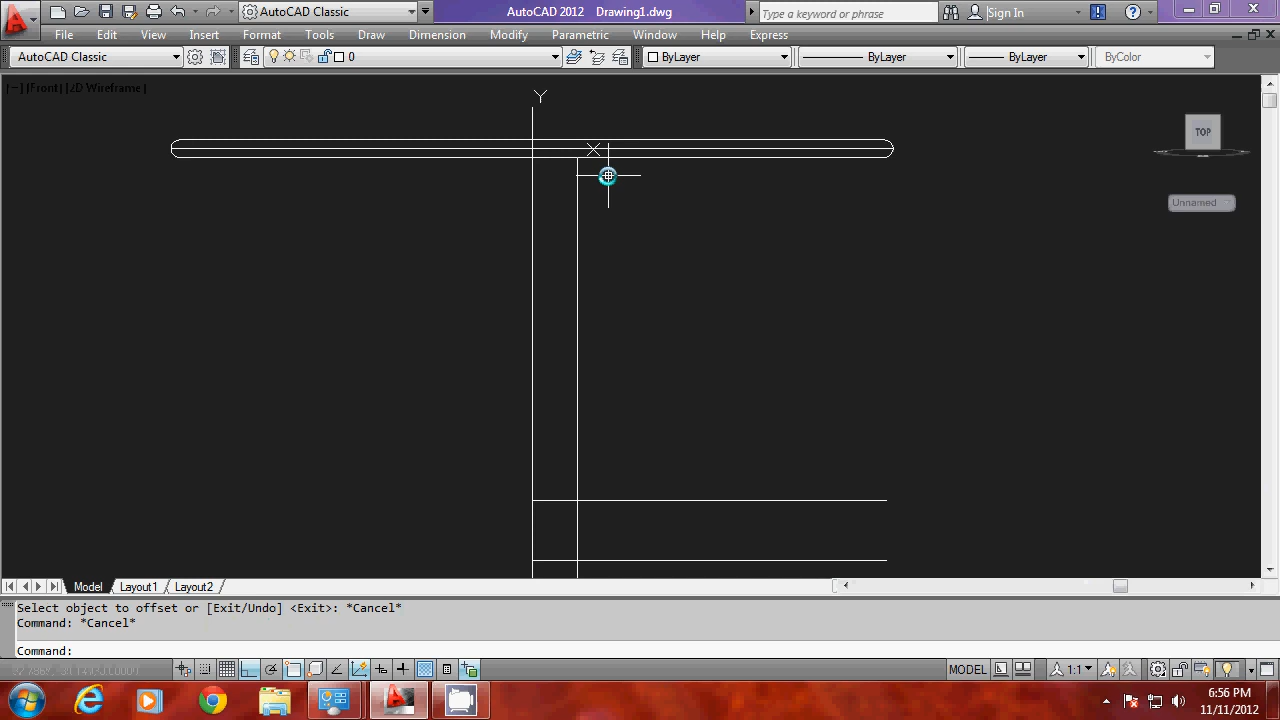 AutoCAD Classic
AutoCAD 2012 Drawing1.dwg
Type a keyword or phrase
Sign In
File Edit View Insert Format Tools Draw Dimension Modify Parametric Window Help Express
AutoCAD Classic
0
ByLayer
ByLayer
ByLayer
ByColor
[−] [Front] [2D Wireframe]
Y
X
TOP
Unnamed
Model Layout1 Layout2
Select object to offset or [Exit/Undo] <Exit>: *Cancel*
Command: *Cancel*
Command:
MODEL
1:1
6:56 PM
11/11/2012